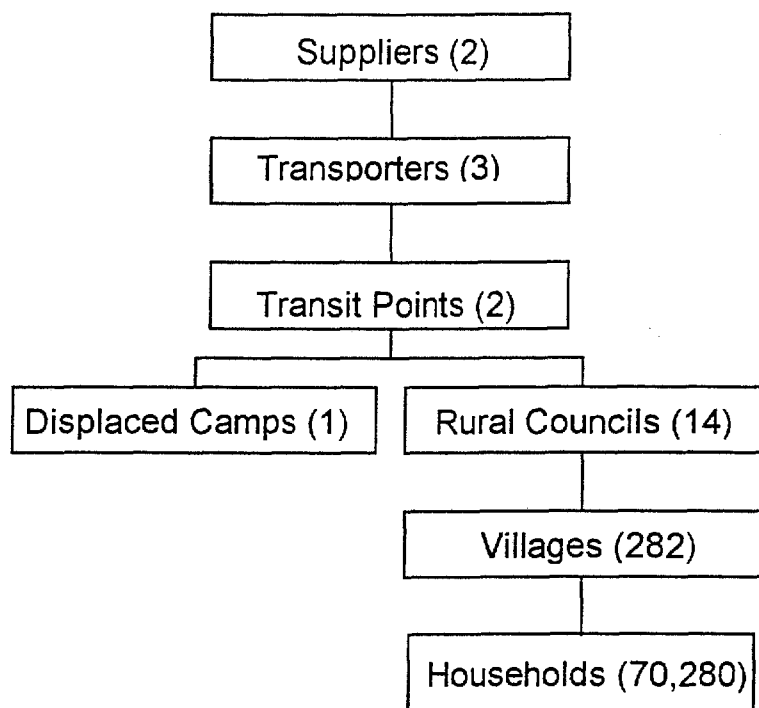 Suppliers (2)
Transporters (3)
Transit Points (2)
Displaced Camps (1)
Rural Councils (14)
Villages (282)
Households (70,280)